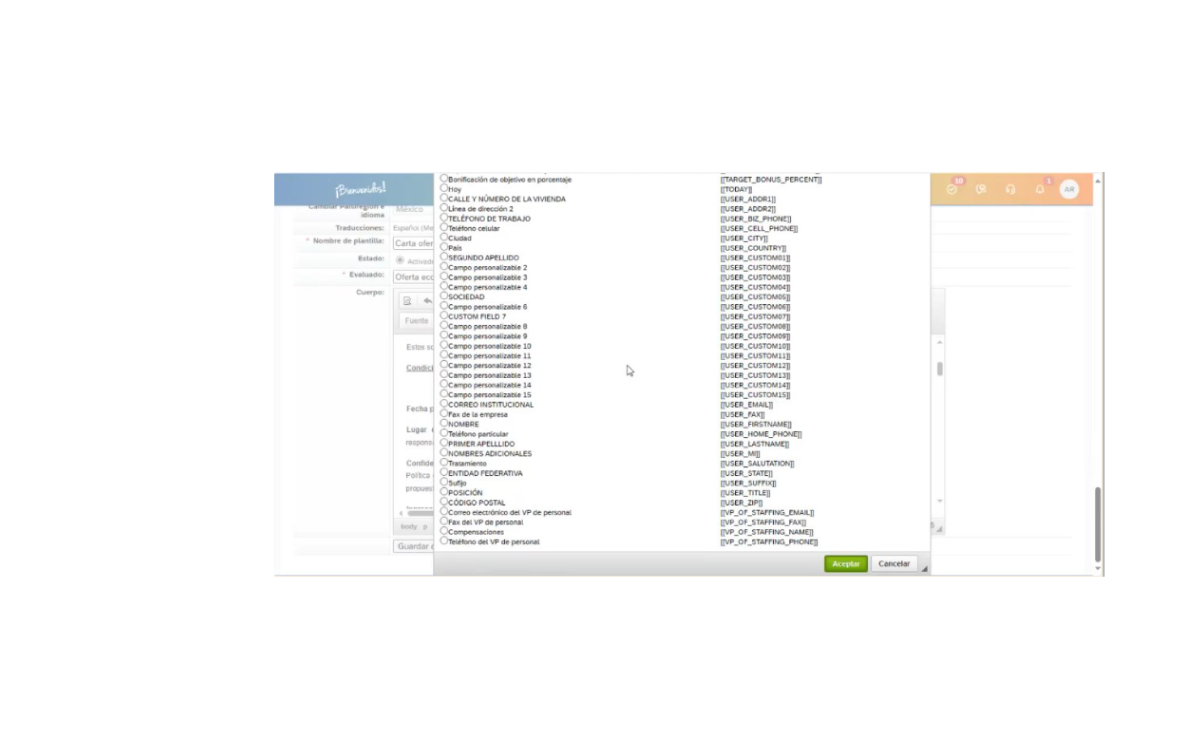 ¡Bienvenidos!
10
1
AR
Cambiar País/región e
idioma
México
Traducciones:
Español (Me
* Nombre de plantilla:
Carta ofer
Estado:
Activado
* Evaluado:
Oferta eco
Cuerpo:
Fuente
Estos so
Condici
Fecha p
Lugar
respons
Confide
Política
propues
body p
Guardar
Bonificación de objetivo en porcentaje [[TARGET_BONUS_PERCENT]]
Hoy [[TODAY]]
CALLE Y NÚMERO DE LA VIVIENDA [[USER_ADDR1]]
Línea de dirección 2 [[USER_ADDR2]]
TELÉFONO DE TRABAJO [[USER_BIZ_PHONE]]
Teléfono celular [[USER_CELL_PHONE]]
Ciudad [[USER_CITY]]
País [[USER_COUNTRY]]
SEGUNDO APELLIDO [[USER_CUSTOM01]]
Campo personalizable 2 [[USER_CUSTOM02]]
Campo personalizable 3 [[USER_CUSTOM03]]
Campo personalizable 4 [[USER_CUSTOM04]]
SOCIEDAD [[USER_CUSTOM05]]
Campo personalizable 6 [[USER_CUSTOM06]]
CUSTOM FIELD 7 [[USER_CUSTOM07]]
Campo personalizable 8 [[USER_CUSTOM08]]
Campo personalizable 9 [[USER_CUSTOM09]]
Campo personalizable 10 [[USER_CUSTOM10]]
Campo personalizable 11 [[USER_CUSTOM11]]
Campo personalizable 12 [[USER_CUSTOM12]]
Campo personalizable 13 [[USER_CUSTOM13]]
Campo personalizable 14 [[USER_CUSTOM14]]
Campo personalizable 15 [[USER_CUSTOM15]]
CORREO INSTITUCIONAL [[USER_EMAIL]]
Fax de la empresa [[USER_FAX]]
NOMBRE [[USER_FIRSTNAME]]
Teléfono particular [[USER_HOME_PHONE]]
PRIMER APELLLIDO [[USER_LASTNAME]]
NOMBRES ADICIONALES [[USER_MI]]
Tratamiento [[USER_SALUTATION]]
ENTIDAD FEDERATIVA [[USER_STATE]]
Sufijo [[USER_SUFFIX]]
POSICIÓN [[USER_TITLE]]
CÓDIGO POSTAL [[USER_ZIP]]
Correo electrónico del VP de personal [[VP_OF_STAFFING_EMAIL]]
Fax del VP de personal [[VP_OF_STAFFING_FAX]]
Compensaciones [[VP_OF_STAFFING_NAME]]
Teléfono del VP de personal [[VP_OF_STAFFING_PHONE]]
Aceptar Cancelar